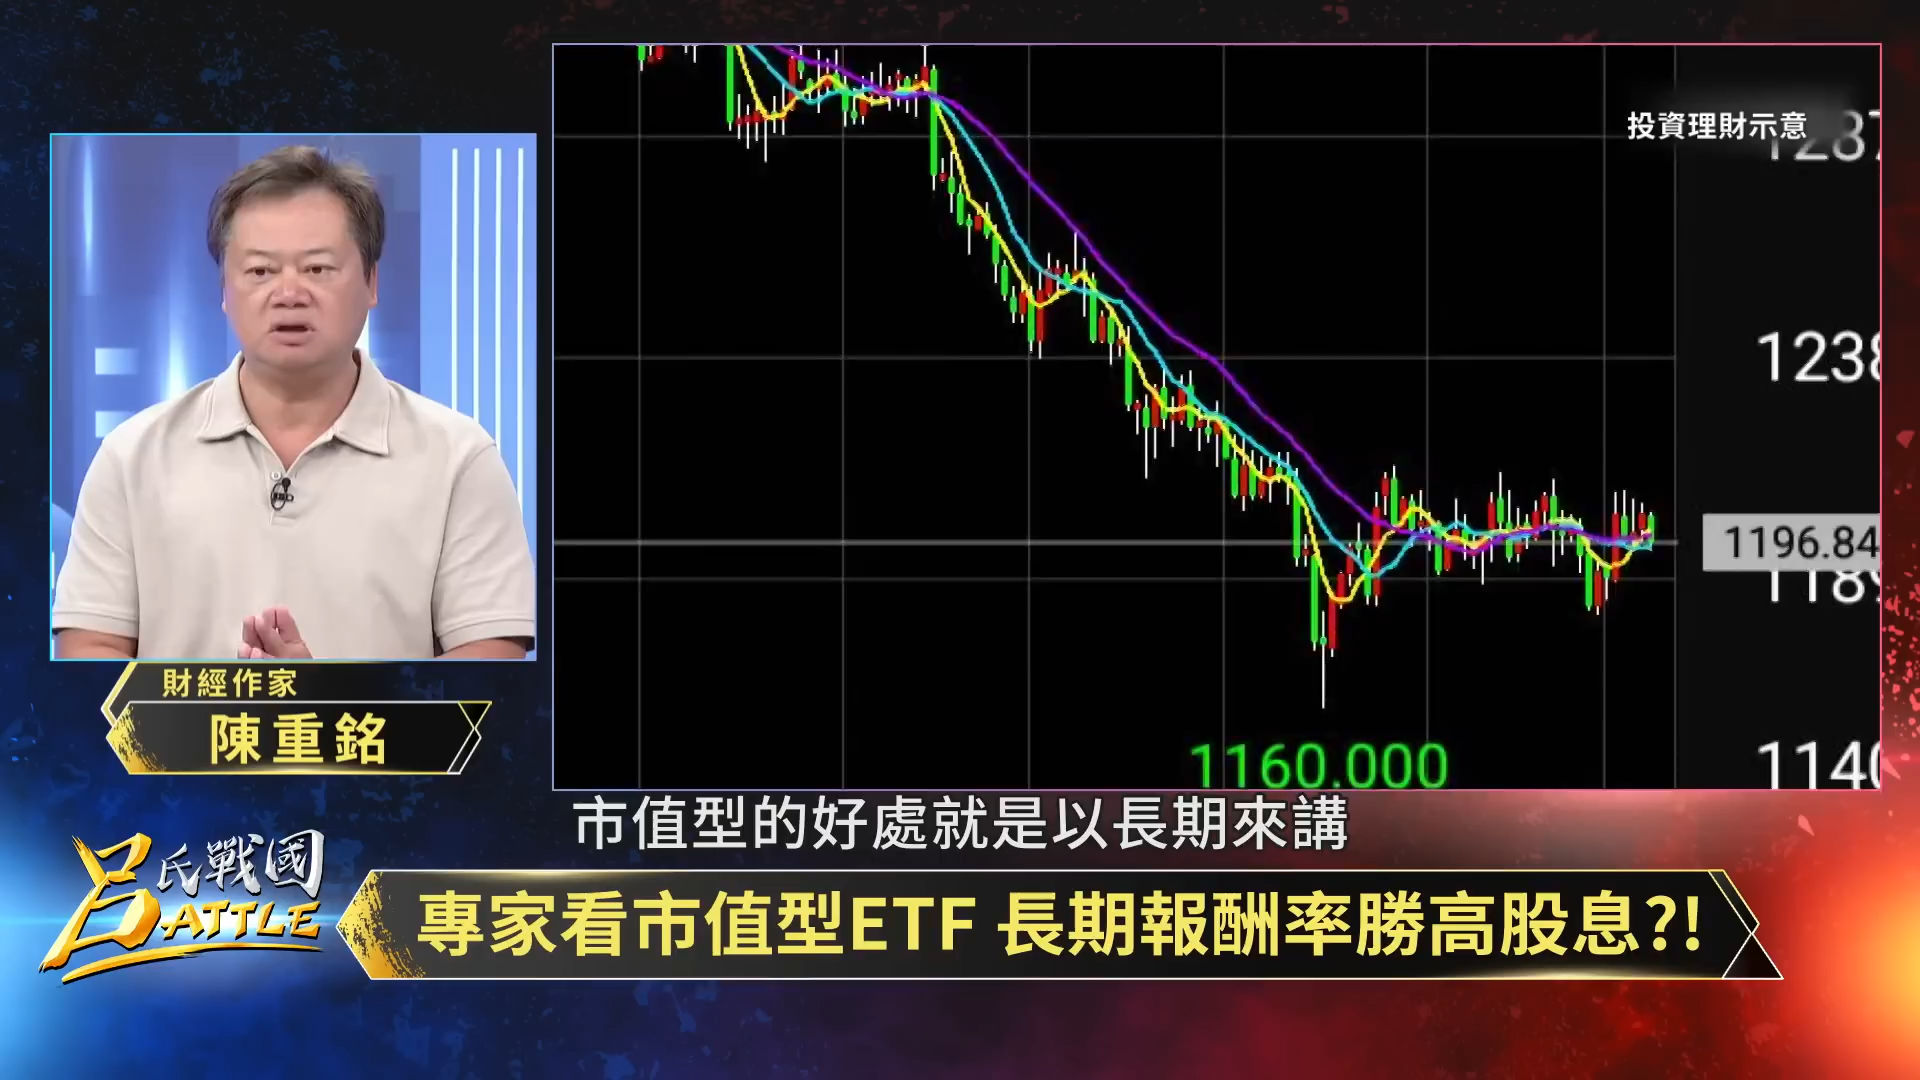 投資理財示意
1238
1196.84
1160.000
財經作家
陳重銘
市值型的好處就是以長期來講
呂氏戰國
BATTLE
專家看市值型ETF 長期報酬率勝高股息?!